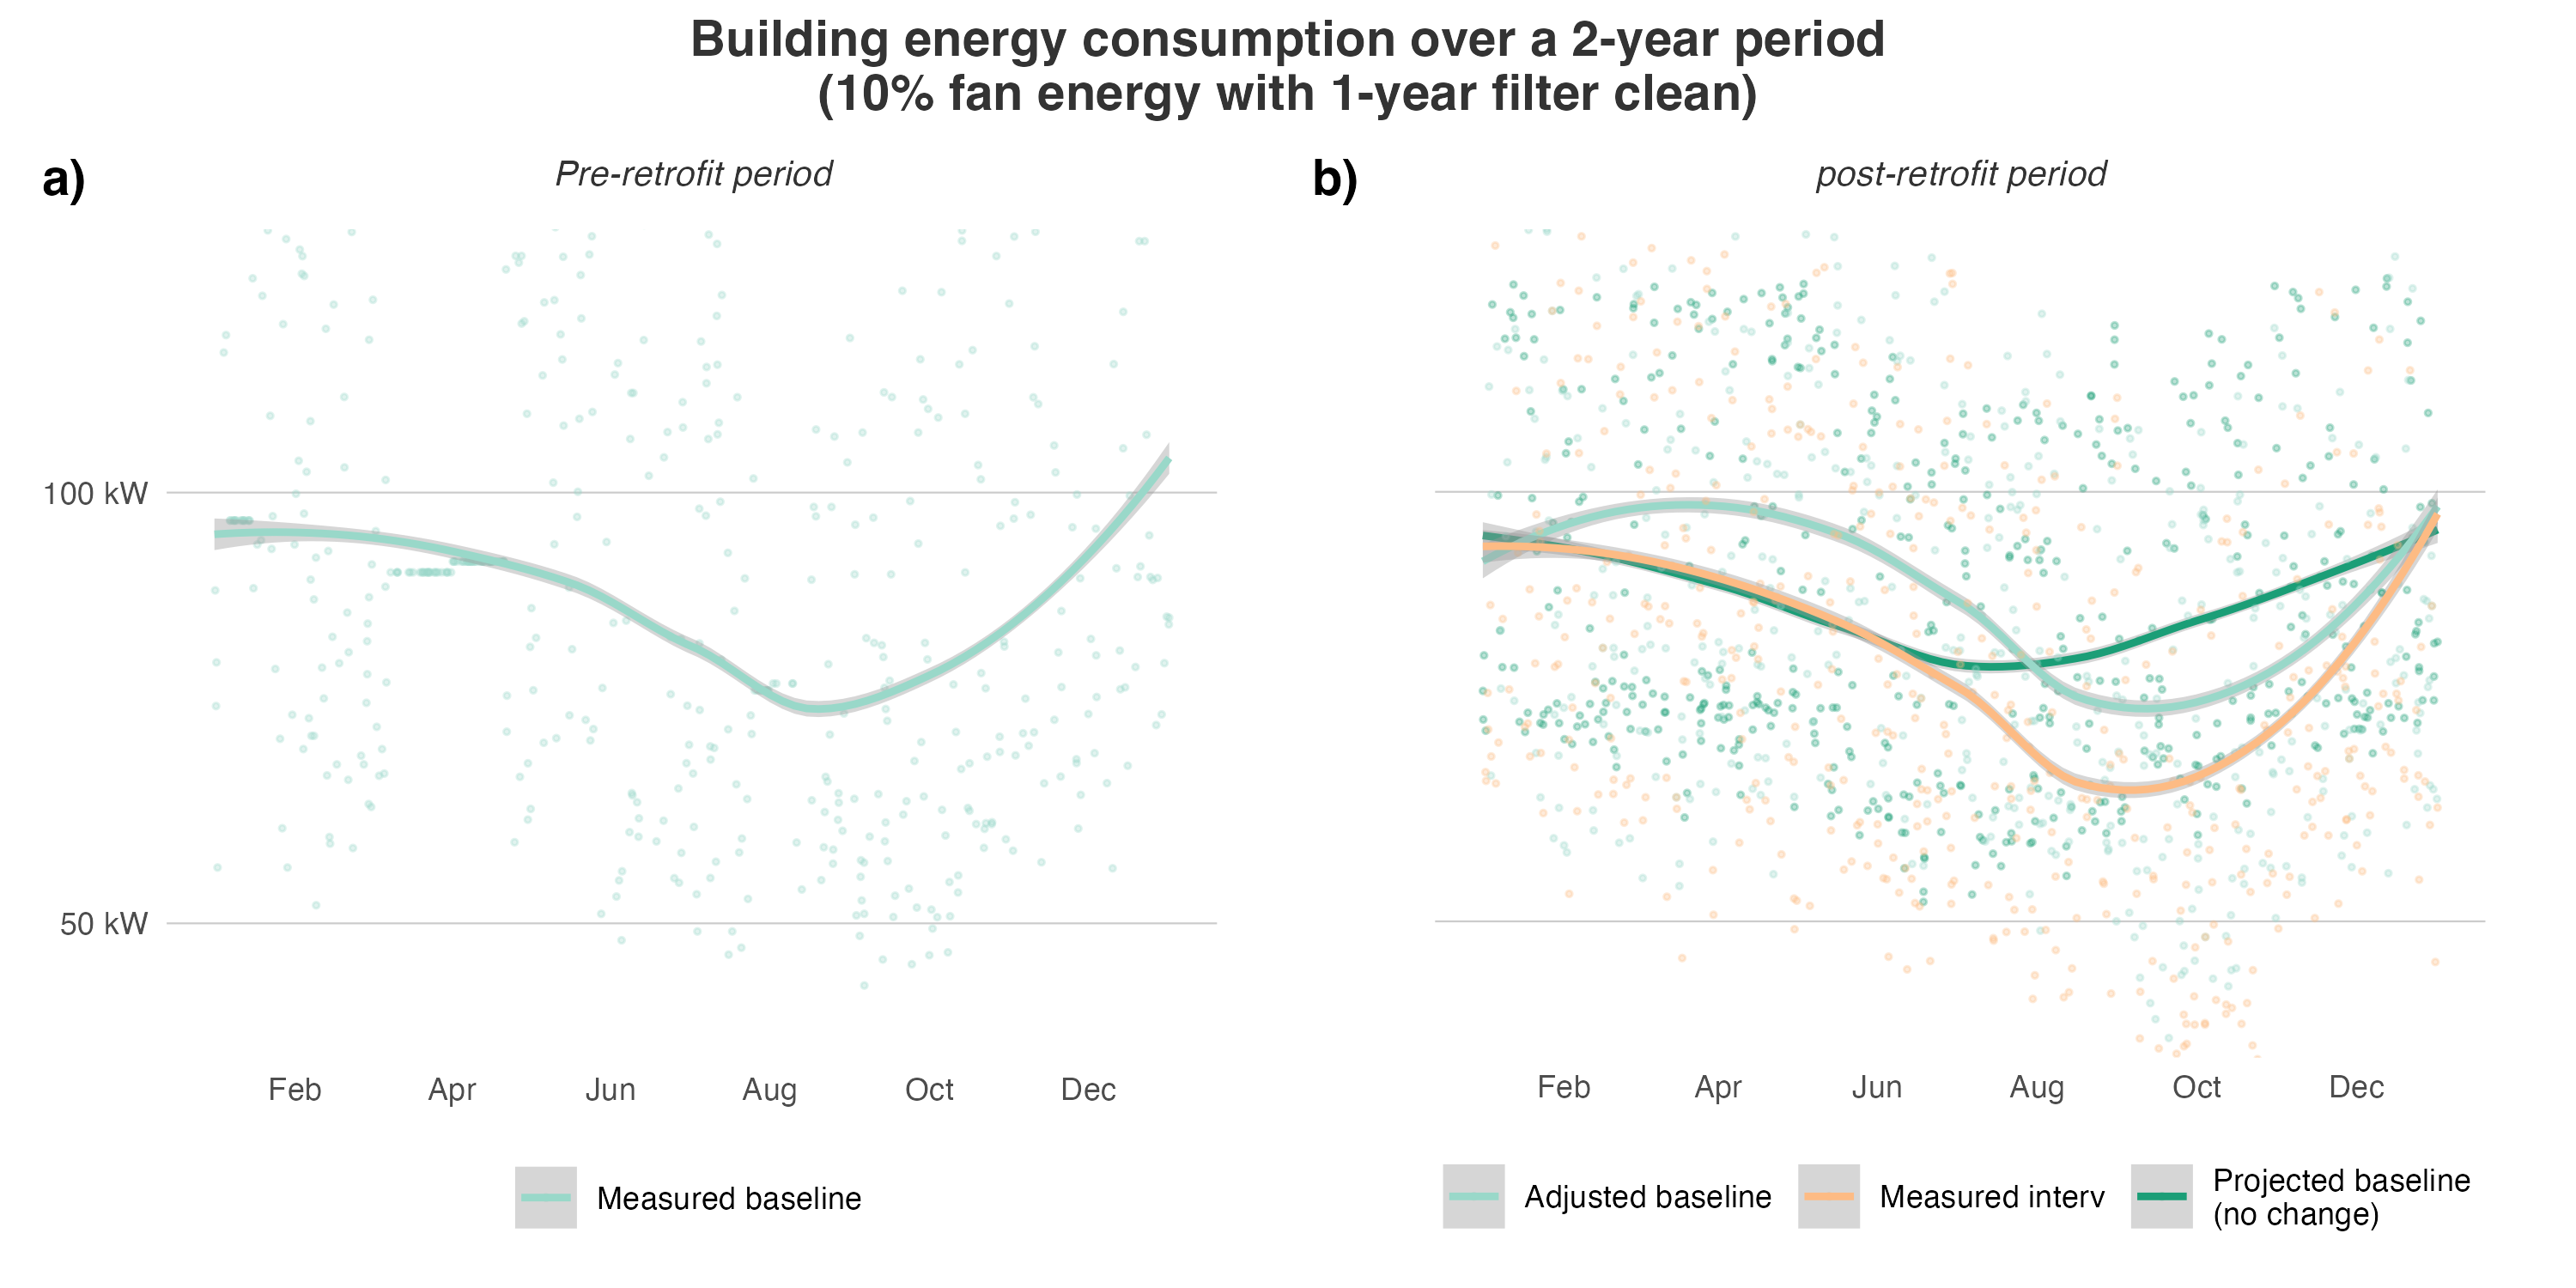 Building energy consumption over a 2-year period
(10% fan energy with 1-year filter clean)
a)
Pre-retrofit period
100 kW
50 kW
Feb Apr Jun Aug Oct Dec
Measured baseline
b)
post-retrofit period
Feb Apr Jun Aug Oct Dec
Adjusted baseline
Measured interv
Projected baseline
(no change)